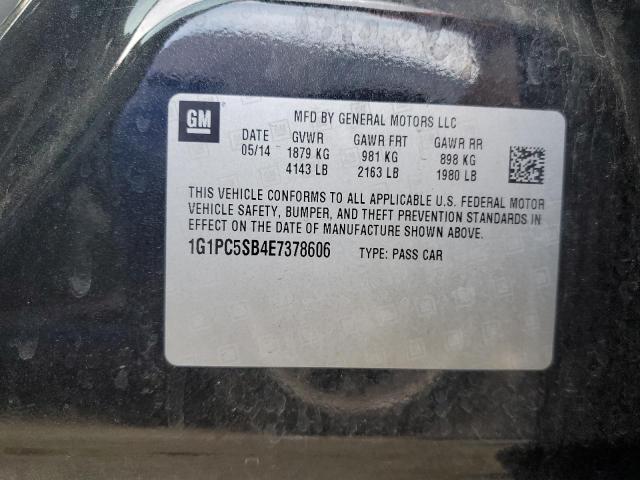 GM
MFD BY GENERAL MOTORS LLC
DATE GVWR GAWR FRT GAWR RR
05/14 1879 KG 981 KG 898 KG
4143 LB 2163 LB 1980 LB
THIS VEHICLE CONFORMS TO ALL APPLICABLE U.S. FEDERAL MOTOR
VEHICLE SAFETY, BUMPER, AND THEFT PREVENTION STANDARDS IN
EFFECT ON THE DATE OF MANUFACTURE SHOWN ABOVE.
1G1PC5SB4E7378606 TYPE: PASS CAR